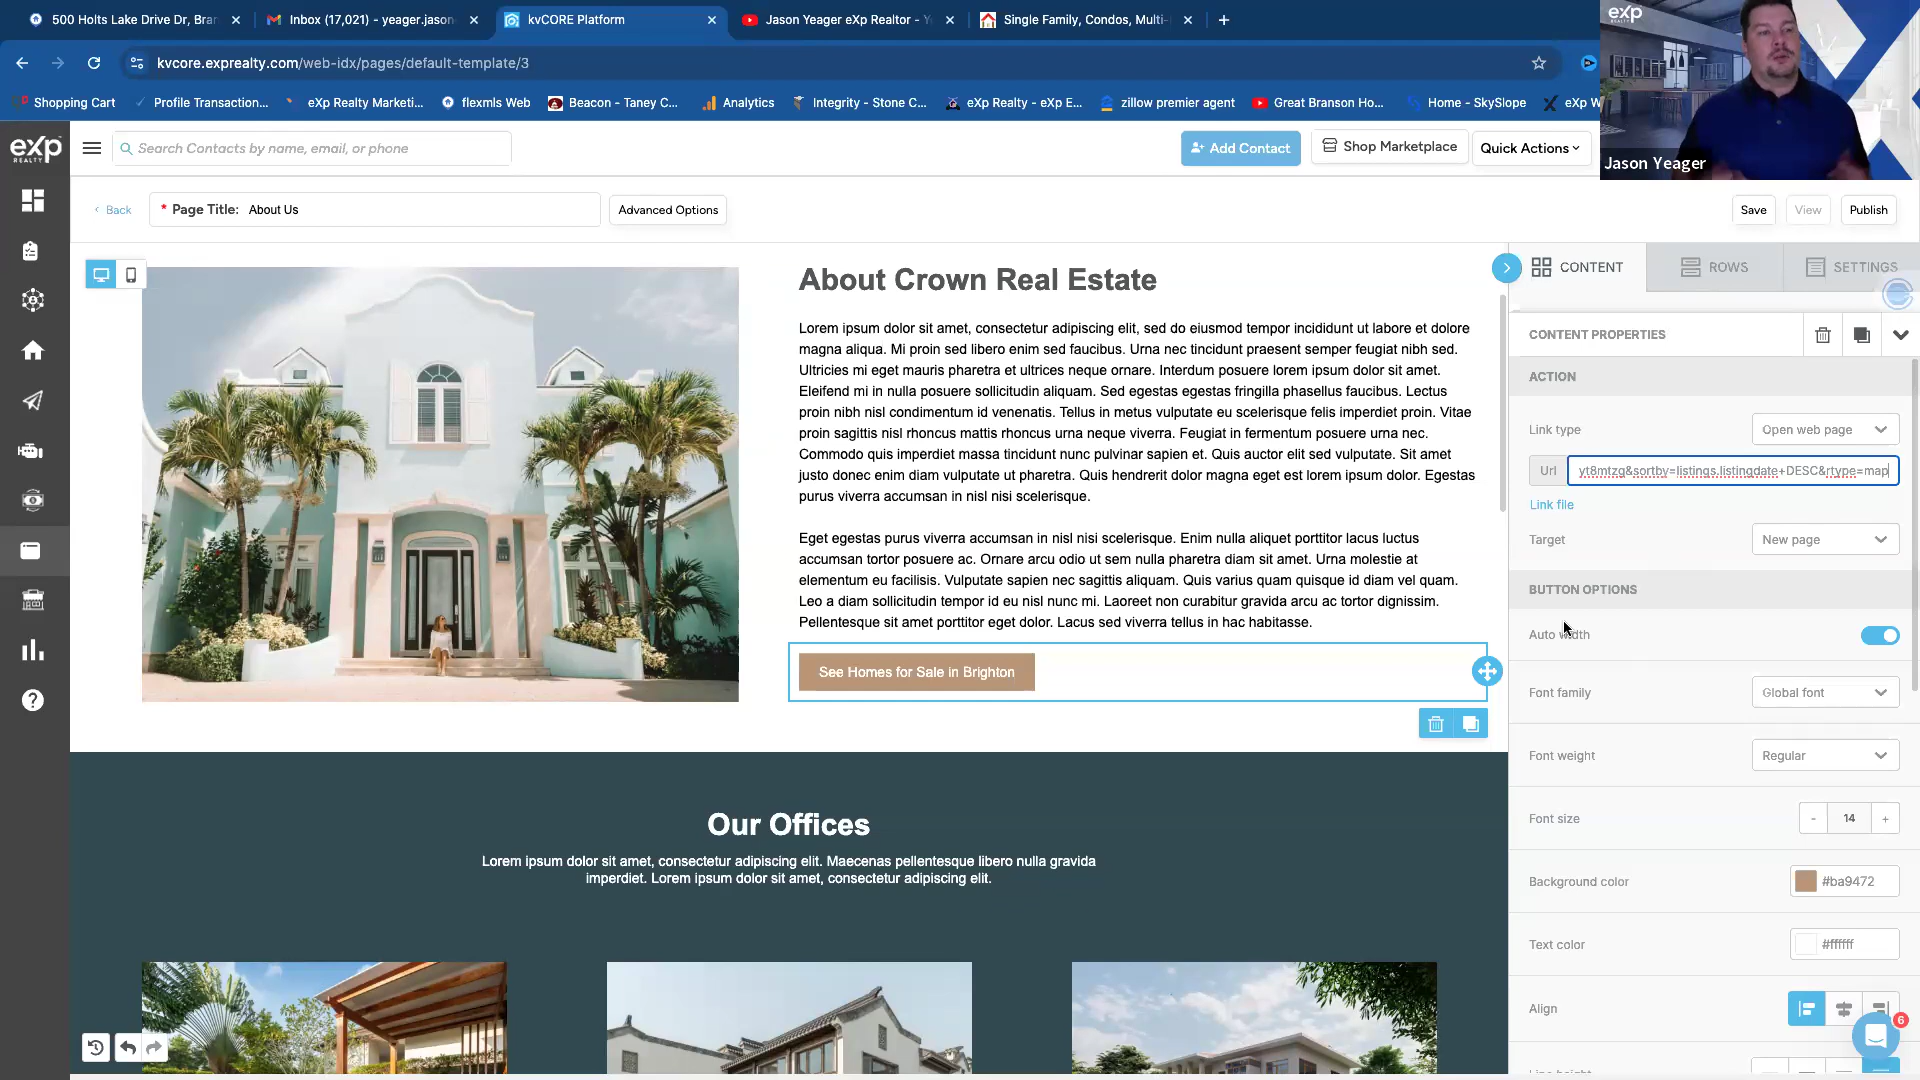 500 Holts Lake Drive Dr, Bra
Inbox (17,021) - yeager.jason
kvCORE Platform
Jason Yeager eXp Realtor - Y
Single Family, Condos, Multi-
kvcore.exprealty.com/web-idx/pages/default-template/3
Shopping Cart
Profile Transaction...
eXp Realty Marketi...
flexmls Web
Beacon - Taney C...
Analytics
Integrity - Stone C...
eXp Realty - eXp E...
zillow premier agent
Great Branson Ho...
Home - SkySlope
eXp W
eXp
REALTY
Jason Yeager
eXp
REALTY
Search Contacts by name, email, or phone
Add Contact
Shop Marketplace
Quick Actions
Back
* Page Title: About Us
Advanced Options
Save
View
Publish
About Crown Real Estate
Lorem ipsum dolor sit amet, consectetur adipiscing elit, sed do eiusmod tempor incididunt ut labore et dolore
magna aliqua. Mi proin sed libero enim sed faucibus. Urna nec tincidunt praesent semper feugiat nibh sed.
Ultricies mi eget mauris pharetra et ultrices neque ornare. Interdum posuere lorem ipsum dolor sit amet.
Eleifend mi in nulla posuere sollicitudin aliquam. Sed egestas egestas fringilla phasellus faucibus. Lectus
proin nibh nisl condimentum id venenatis. Tellus in metus vulputate eu scelerisque felis imperdiet proin. Vitae
proin sagittis nisl rhoncus mattis rhoncus urna neque viverra. Feugiat in fermentum posuere urna nec.
Commodo quis imperdiet massa tincidunt nunc pulvinar sapien et. Quis auctor elit sed vulputate. Sit amet
justo donec enim diam vulputate ut pharetra. Quis hendrerit dolor magna eget est lorem ipsum dolor. Egestas
purus viverra accumsan in nisl nisi scelerisque.
Eget egestas purus viverra accumsan in nisl nisi scelerisque. Enim nulla aliquet porttitor lacus luctus
accumsan tortor posuere ac. Ornare arcu odio ut sem nulla pharetra diam sit amet. Urna molestie at
elementum eu facilisis. Vulputate sapien nec sagittis aliquam. Quis varius quam quisque id diam vel quam.
Leo a diam sollicitudin tempor id eu nisl nunc mi. Laoreet non curabitur gravida arcu ac tortor dignissim.
Pellentesque sit amet porttitor eget dolor. Lacus sed viverra tellus in hac habitasse.
See Homes for Sale in Brighton
Our Offices
Lorem ipsum dolor sit amet, consectetur adipiscing elit. Maecenas pellentesque libero nulla gravida
imperdiet. Lorem ipsum dolor sit amet, consectetur adipiscing elit.
CONTENT
ROWS
SETTINGS
CONTENT PROPERTIES
ACTION
Link type
Open web page
Url
yt8mtzg&sortby=listings.listingdate+DESC&rtype=map
Link file
Target
New page
BUTTON OPTIONS
Auto width
Font family
Global font
Font weight
Regular
Font size
- 14 +
Background color
#ba9472
Text color
#ffffff
Align
6